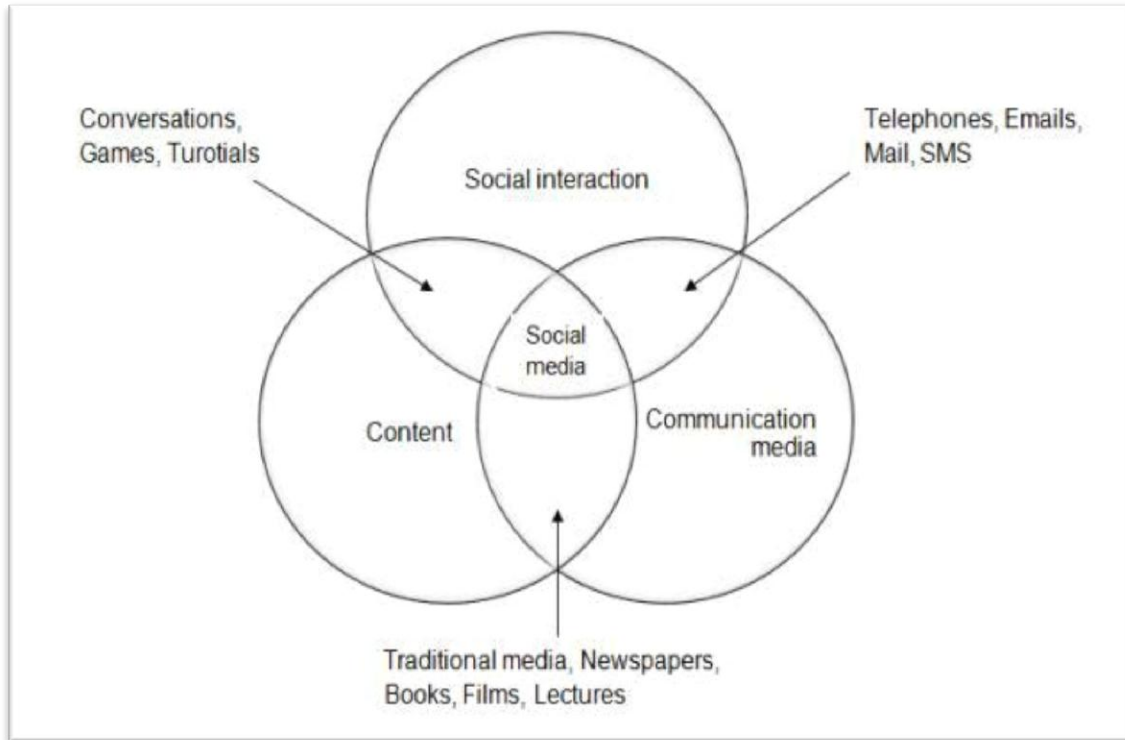 Conversations,
Games, Turotials
Telephones, Emails,
Mail, SMS
Social interaction
Social
media
Content
Communication
media
Traditional media, Newspapers,
Books, Films, Lectures